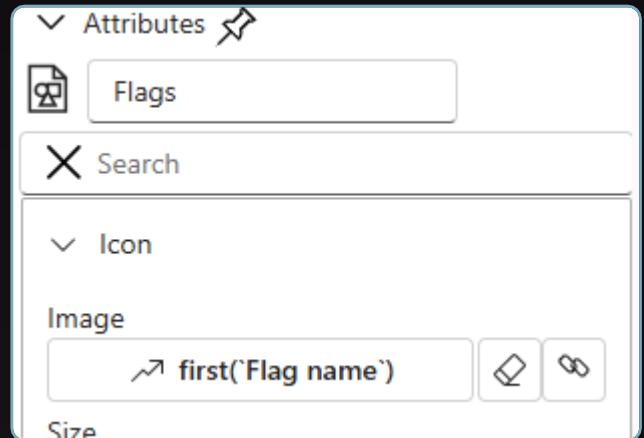 Attributes
Flags
Search
Icon
Image
first(`Flag name`)
Size